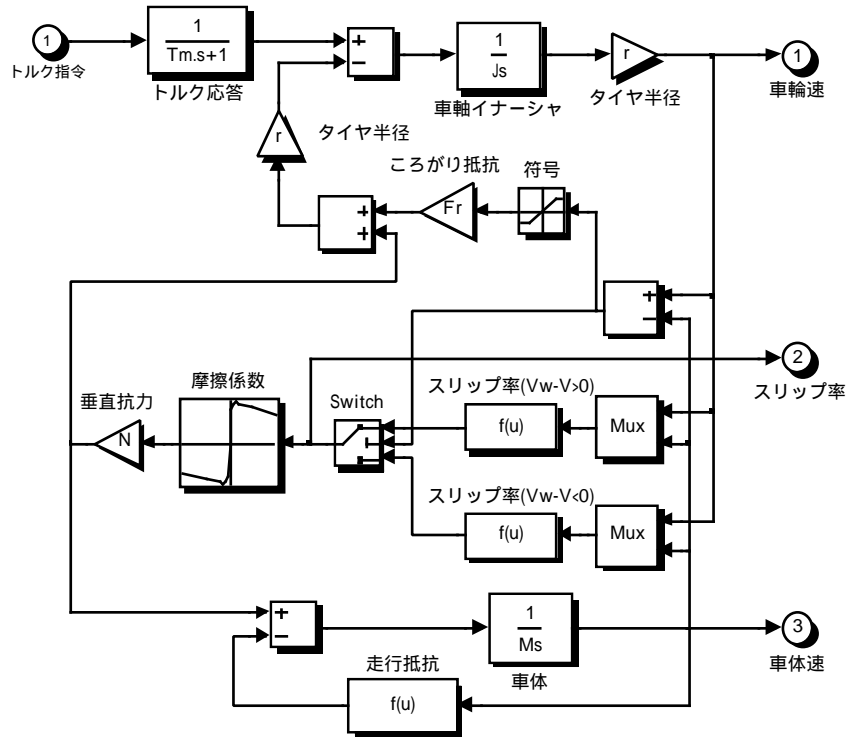 1
トルク指令
1
Tm.s+1
トルク応答
+
−
1
Js
車軸イナーシャ
r
タイヤ半径
1
車輪速
r
タイヤ半径
ころがり抵抗
符号
+
+
Fr
+
−
2
スリップ率
垂直抗力
N
摩擦係数
Switch
スリップ率(Vw-V>0)
f(u)
Mux
スリップ率(Vw-V<0)
f(u)
Mux
+
−
1
Ms
車体
3
車体速
走行抵抗
f(u)